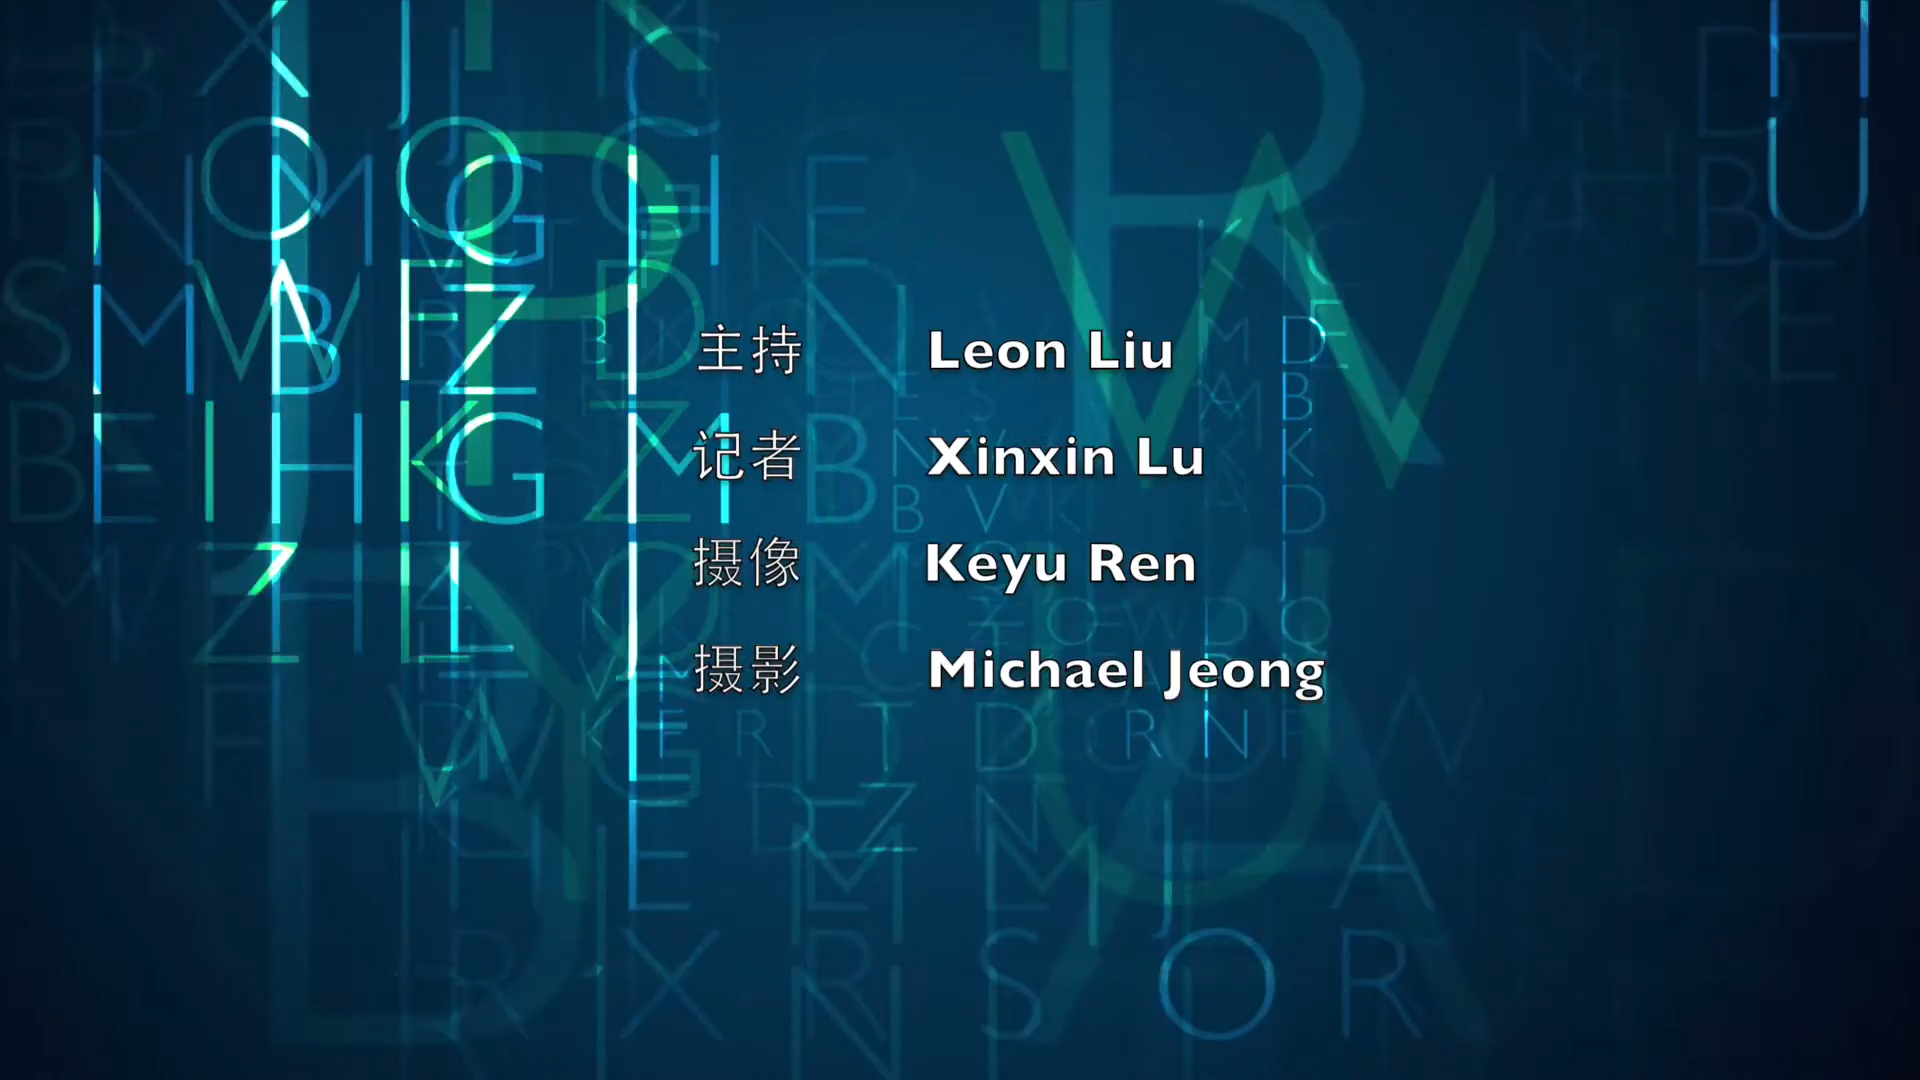 主持 Leon Liu
记者 Xinxin Lu
摄像 Keyu Ren
摄影 Michael Jeong